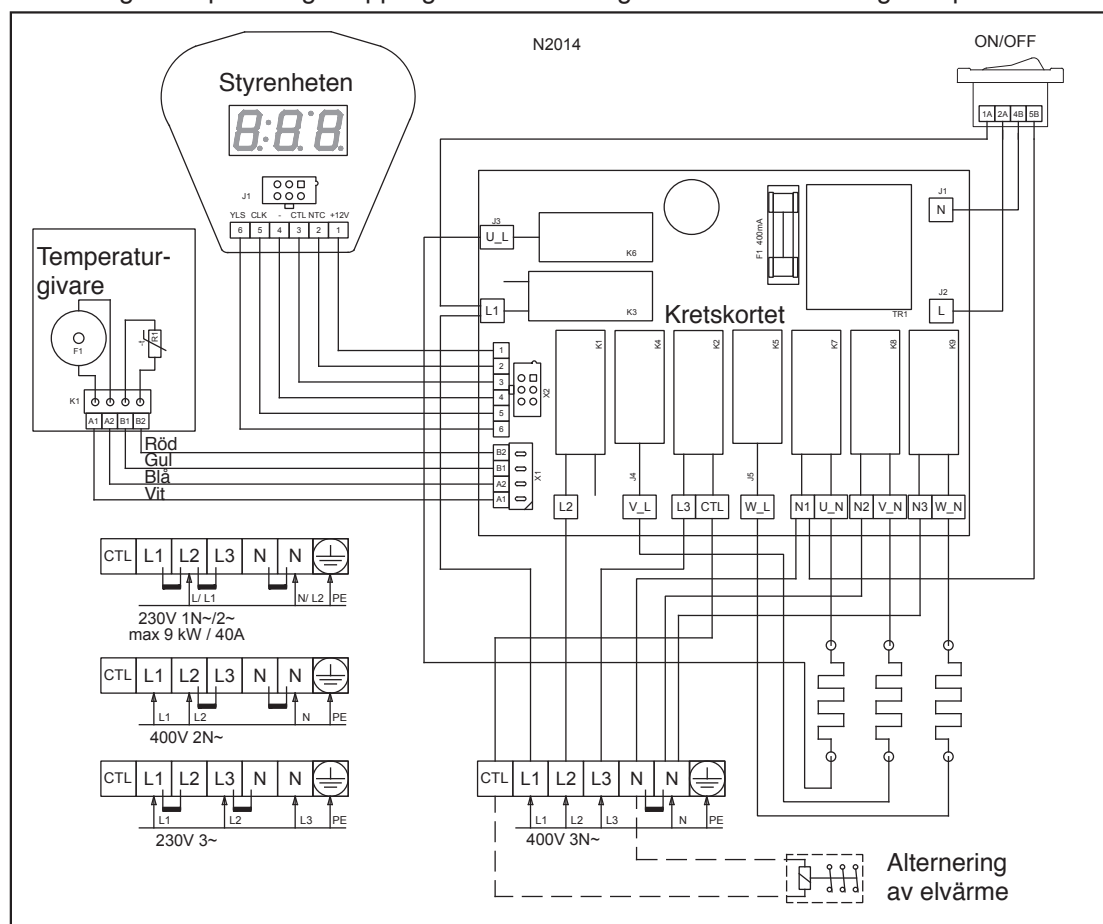 N2014
ON/OFF
1A 2A 4B 5B
Styrenheten
8:8.8
J1
YLS CLK - CTL NTC +12V
6 5 4 3 2 1
Temperatur-
givare
F1
R1
-t
K1
A1 A2 B1 B2
Röd
Gul
Blå
Vit
J3
U_L
K6
L1
K3
Kretskortet
F1 400mA
TR1
J1
N
J2
L
1
2
3
4
5
6
X2
B2
B1
A2
A1
X1
K1
K4
K2
K5
K7
K8
K9
J4
J5
L2 V_L L3 CTL W_L N1 U_N N2 V_N N3 W_N
CTL L1 L2 L3 N N
L/ L1 N/ L2 PE
230V 1N~/2~
max 9 kW / 40A
CTL L1 L2 L3 N N
L1 L2 N PE
400V 2N~
CTL L1 L2 L3 N N
L1 L2 L3 PE
230V 3~
CTL L1 L2 L3 N N
L1 L2 L3 N PE
400V 3N~
Alternering
av elvärme